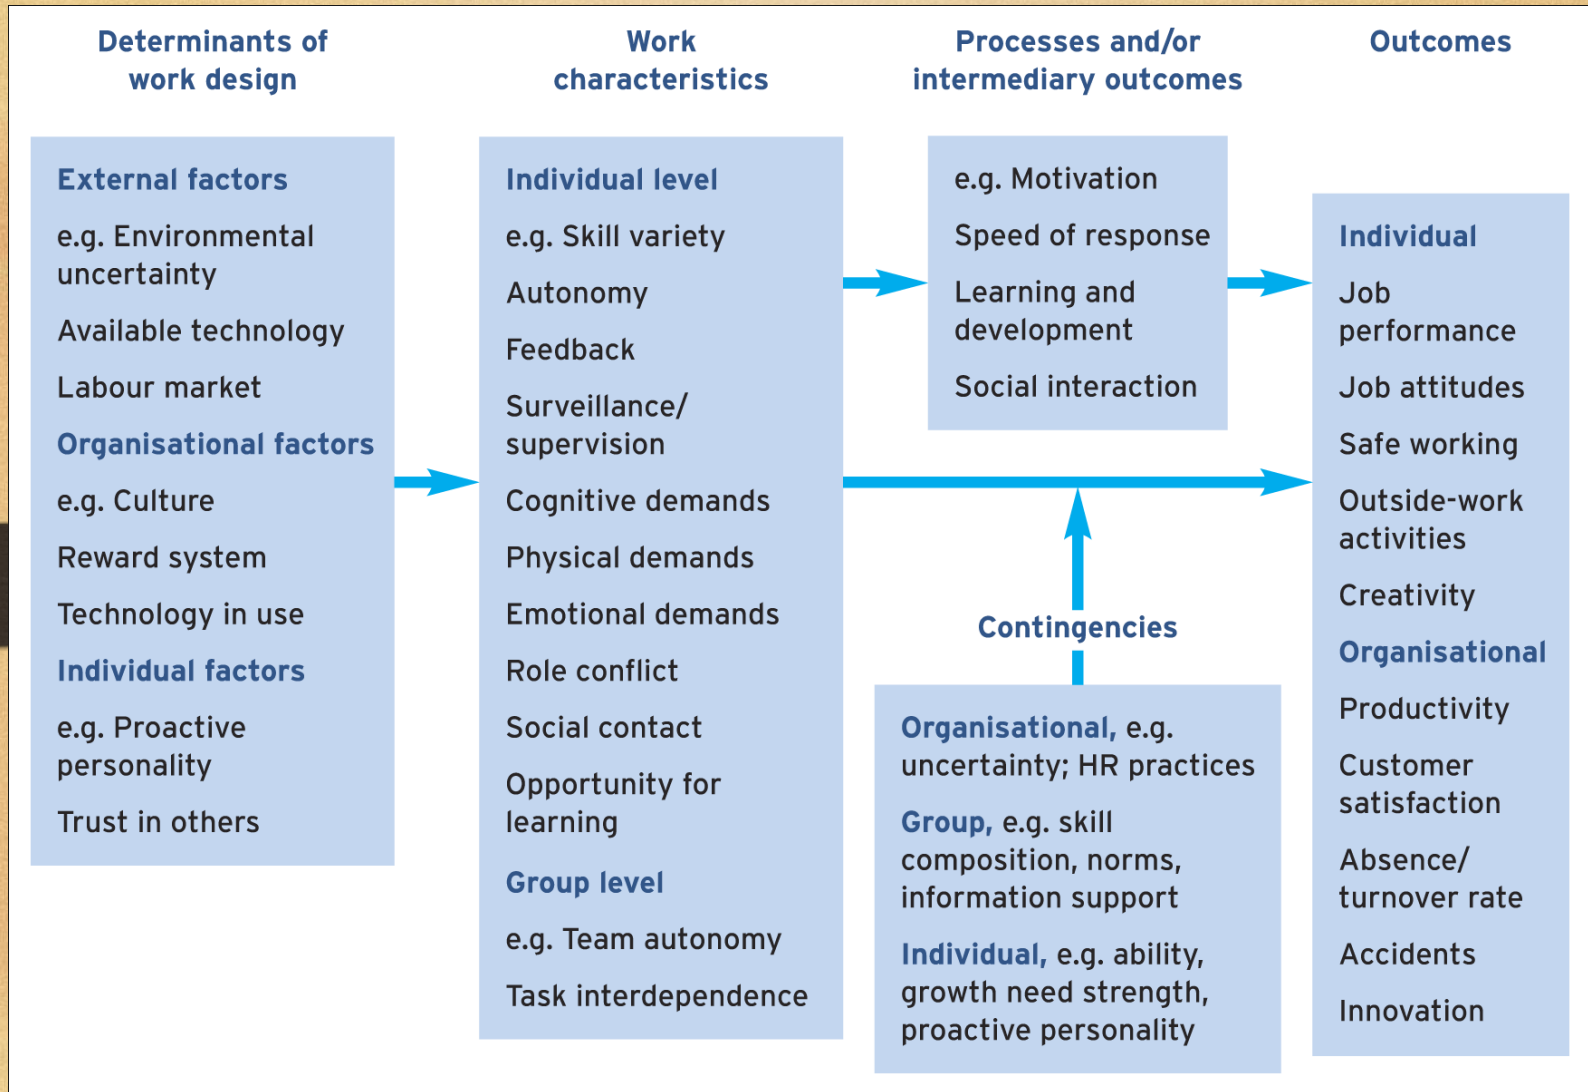 Determinants of
work design
Work
characteristics
Processes and/or
intermediary outcomes
Outcomes
External factors
e.g. Environmental
uncertainty
Available technology
Labour market
Organisational factors
e.g. Culture
Reward system
Technology in use
Individual factors
e.g. Proactive
personality
Trust in others
Individual level
e.g. Skill variety
Autonomy
Feedback
Surveillance/
supervision
Cognitive demands
Physical demands
Emotional demands
Role conflict
Social contact
Opportunity for
learning
Group level
e.g. Team autonomy
Task interdependence
e.g. Motivation
Speed of response
Learning and
development
Social interaction
Contingencies
Organisational, e.g.
uncertainty; HR practices
Group, e.g. skill
composition, norms,
information support
Individual, e.g. ability,
growth need strength,
proactive personality
Individual
Job
performance
Job attitudes
Safe working
Outside-work
activities
Creativity
Organisational
Productivity
Customer
satisfaction
Absence/
turnover rate
Accidents
Innovation